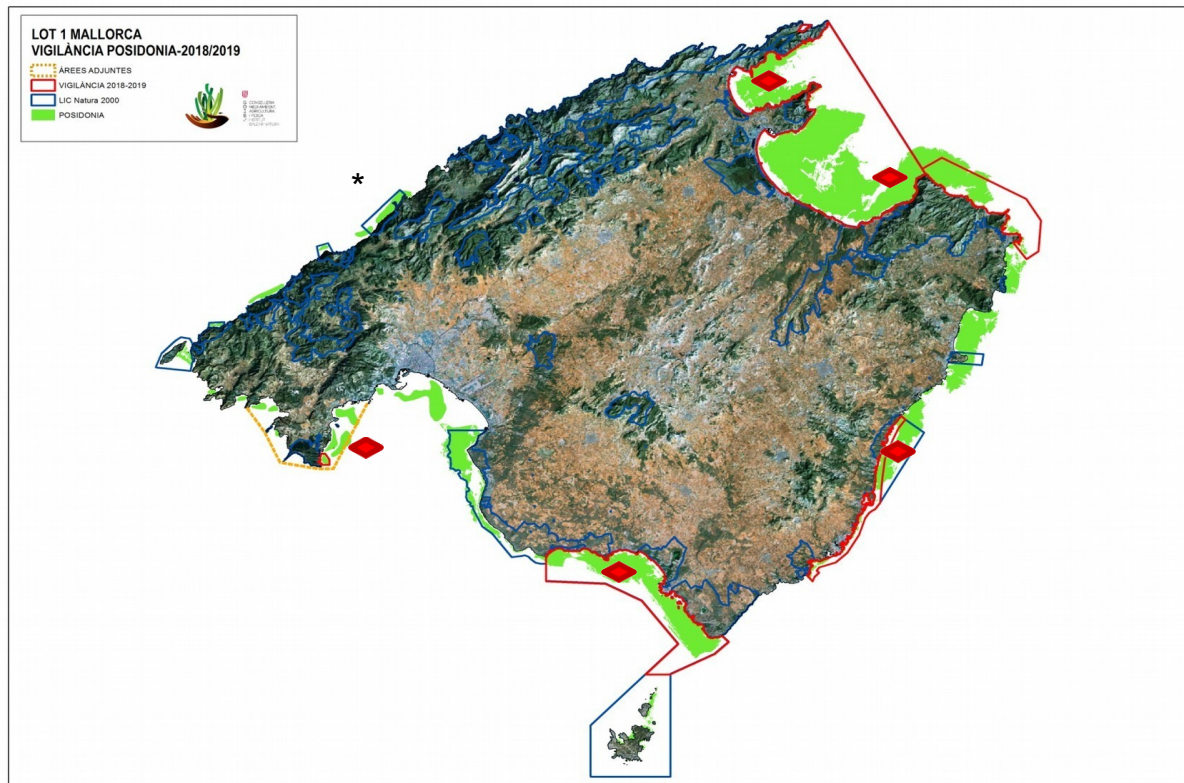 LOT 1 MALLORCA
VIGILÀNCIA POSIDONIA-2018/2019
ÀREES ADJUNTES
VIGILÀNCIA 2018-2019
LIC Natura 2000
POSIDONIA
*